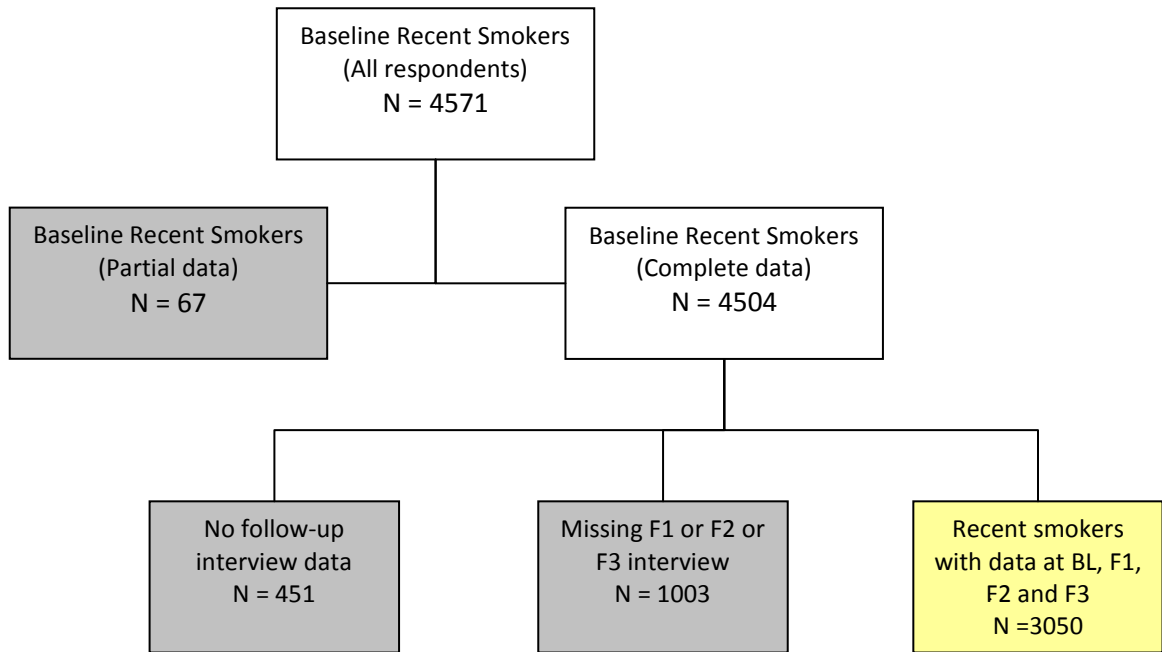 Baseline Recent Smokers
(All respondents)
N = 4571
Baseline Recent Smokers
(Partial data)
N = 67
Baseline Recent Smokers
(Complete data)
N = 4504
No follow-up
interview data
N = 451
Missing F1 or F2 or
F3 interview
N = 1003
Recent smokers
with data at BL, F1,
F2 and F3
N =3050